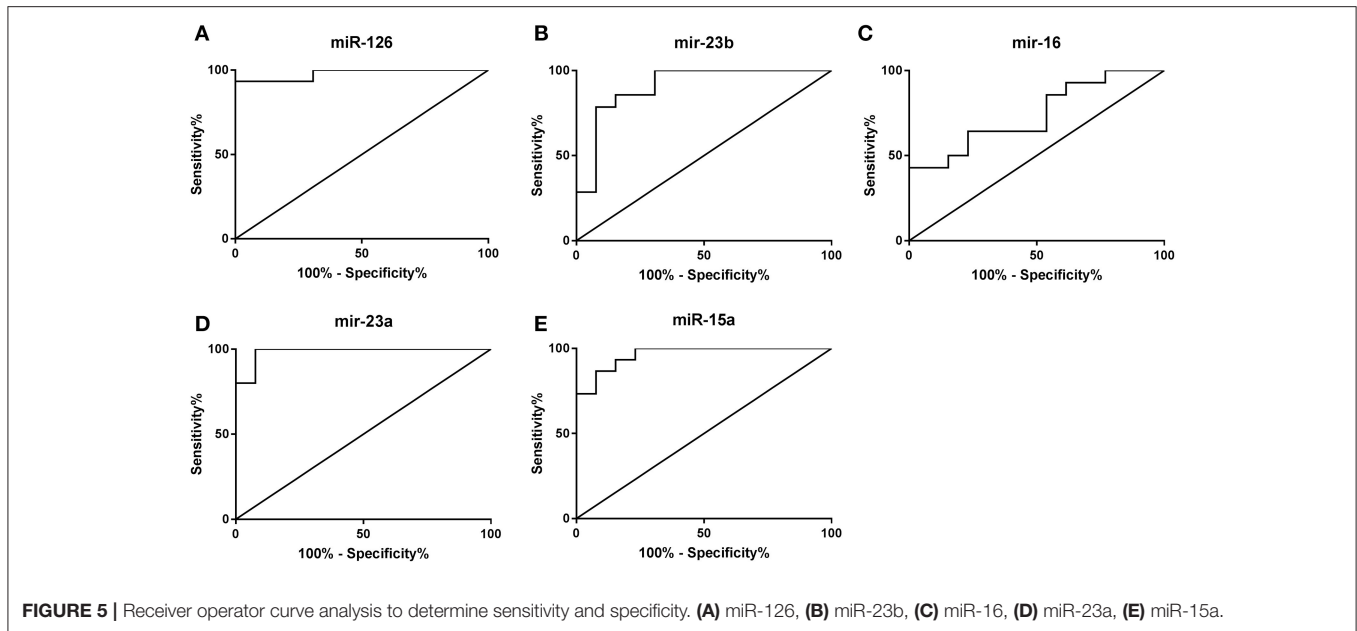 A
miR-126
Sensitivity%
100
50
0
0 50 100
100% - Specificity%
B
mir-23b
Sensitivity%
100
50
0
0 50 100
100% - Specificity%
C
mir-16
Sensitivity%
100
50
0
0 50 100
100% - Specificity%
D
mir-23a
Sensitivity%
100
50
0
0 50 100
100% - Specificity%
E
miR-15a
Sensitivity%
100
50
0
0 50 100
100% - Specificity%
FIGURE 5 | Receiver operator curve analysis to determine sensitivity and specificity. (A) miR-126, (B) miR-23b, (C) miR-16, (D) miR-23a, (E) miR-15a.